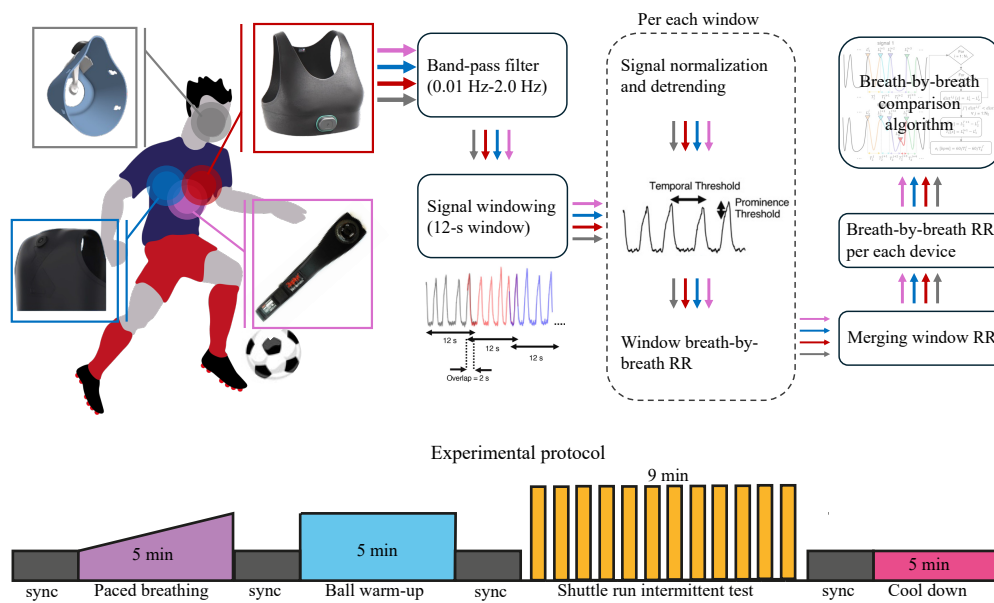 Per each window
Band-pass filter
(0.01 Hz-2.0 Hz)
Signal normalization
and detrending
signal 1
Breath-by-breath
comparison
algorithm
Signal windowing
(12-s window)
Temporal Threshold
Prominence
Threshold
Breath-by-breath RR
per each device
12 s
12 s
12 s
....
Overlap = 2 s
Window breath-by-
breath RR
Merging window RR
Experimental protocol
9 min
5 min
5 min
5 min
sync
Paced breathing
sync
Ball warm-up
sync
Shuttle run intermittent test
sync
Cool down